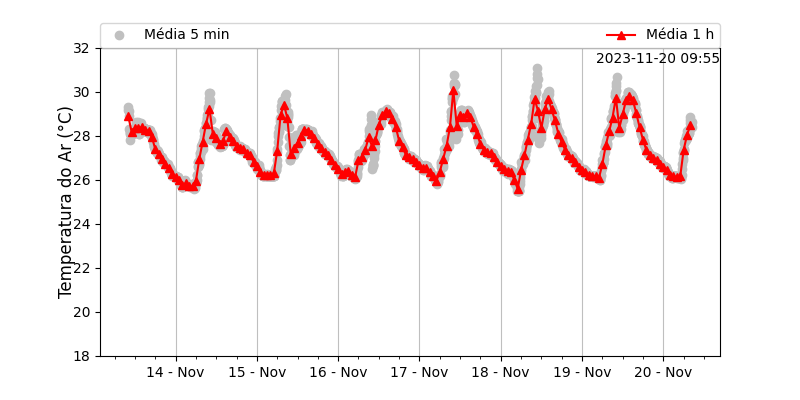 Média 5 min
Média 1 h
2023-11-20 09:55
Temperatura do Ar (°C)
32
30
28
26
24
22
20
18
14 - Nov
15 - Nov
16 - Nov
17 - Nov
18 - Nov
19 - Nov
20 - Nov